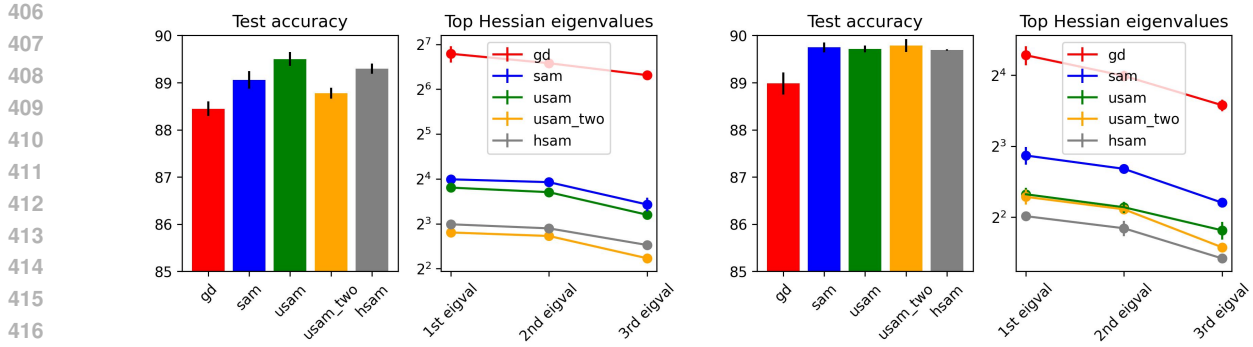 406
407
408
409
410
411
412
413
414
415
416
Test accuracy
90
89
88
87
86
85
gd
sam
usam
usam_two
hsam
Top Hessian eigenvalues
2^7
2^6
2^5
2^4
2^3
2^2
gd
sam
usam
usam_two
hsam
1st eigval
2nd eigval
3rd eigval
Test accuracy
90
89
88
87
86
85
gd
sam
usam
usam_two
hsam
Top Hessian eigenvalues
2^4
2^3
2^2
gd
sam
usam
usam_two
hsam
1st eigval
2nd eigval
3rd eigval